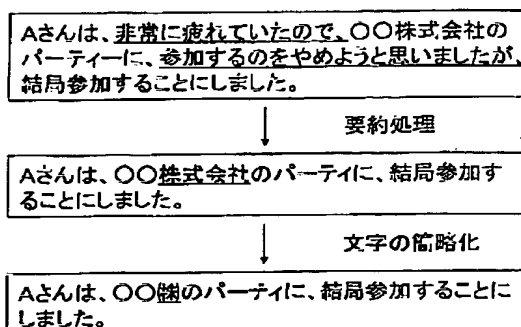 Aさんは、非常に疲れていたので、〇〇株式会社の
パーティーに、参加するのをやめようと思いましたが、
結局参加することにしました。
要約処理
Aさんは、〇〇株式会社のパーティに、結局参加す
ることにしました。
文字の簡略化
Aさんは、〇〇㈱のパーティに、結局参加することに
しました。